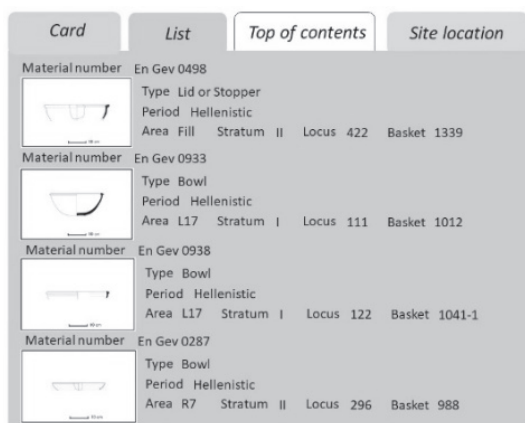 Card List Top of contents Site location
Material number En Gev 0498
Type Lid or Stopper
Period Hellenistic
Area Fill Stratum II Locus 422 Basket 1339
Material number En Gev 0933
Type Bowl
Period Hellenistic
Area L17 Stratum I Locus 111 Basket 1012
Material number En Gev 0938
Type Bowl
Period Hellenistic
Area L17 Stratum I Locus 122 Basket 1041-1
Material number En Gev 0287
Type Bowl
Period Hellenistic
Area R7 Stratum II Locus 296 Basket 988